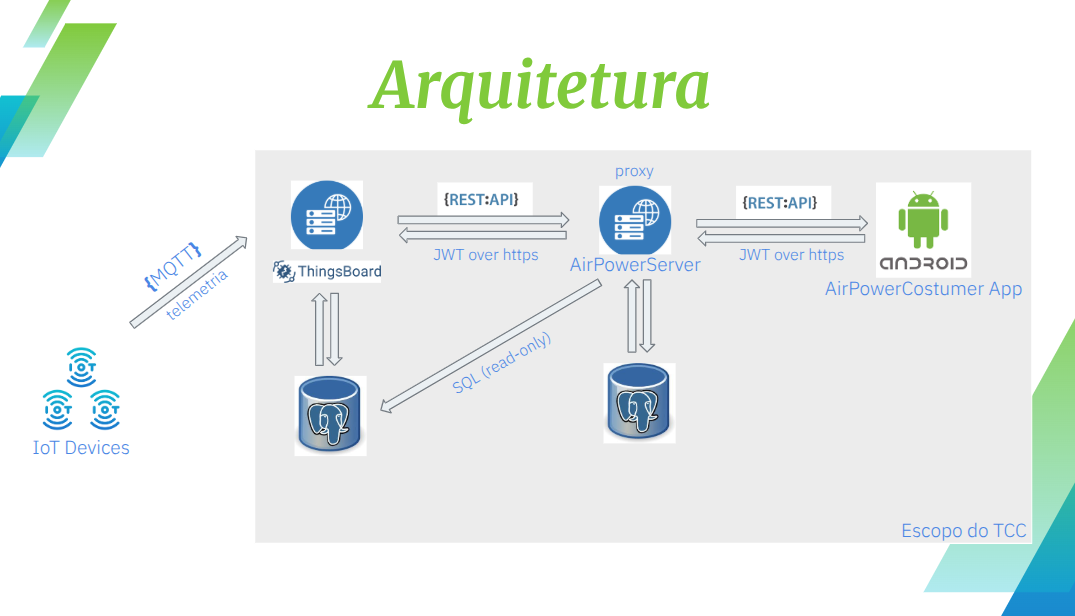 Arquitetura
proxy
{REST:API}
{REST:API}
JWT over https
JWT over https
ThingsBoard
AirPowerServer
ANDROID
AirPowerCostumer App
{MQTT}
telemetria
SQL (read-only)
IoT
IoT
IoT
IoT Devices
Escopo do TCC